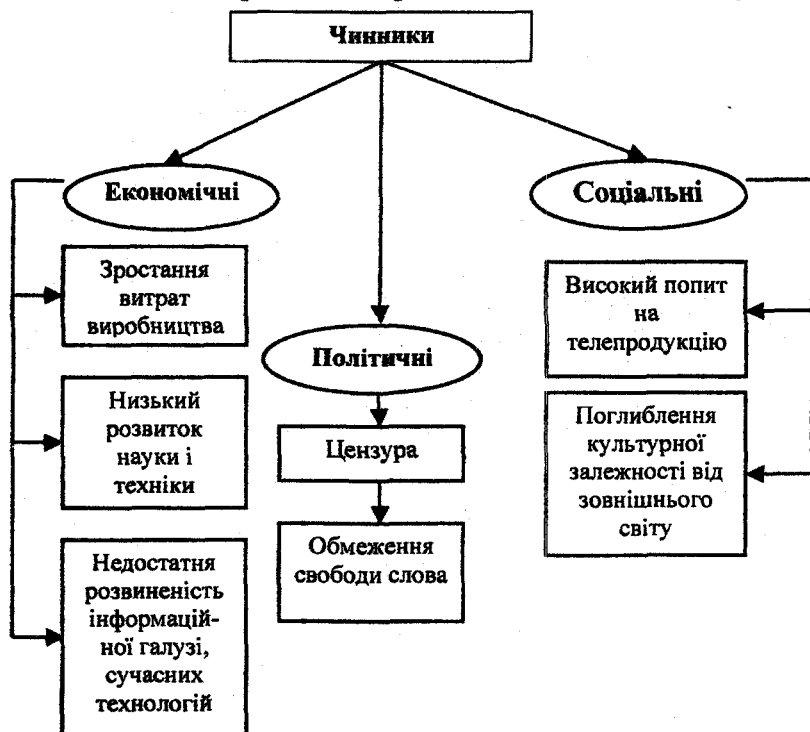 Чинники
Економічні
Зростання
витрат
виробництва
Низький
розвиток
науки і
техніки
Недостатня
розвиненість
інформацій-
ної галузі,
сучасних
технологій
Політичні
Цензура
Обмеження
свободи слова
Соціальні
Високий попит
на
телепродукцію
Поглиблення
культурної
залежності від
зовнішнього
світу